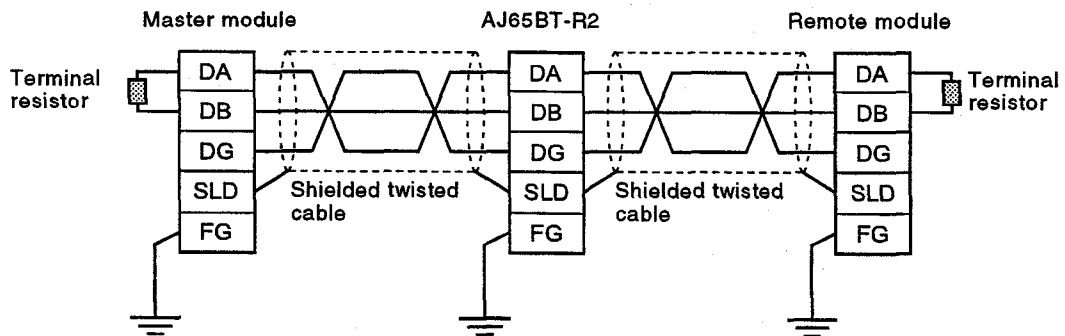 Master module
AJ65BT-R2
Remote module
Terminal
resistor
DA
DB
DG
SLD
FG
Shielded twisted
cable
DA
DB
DG
SLD
FG
Shielded twisted
cable
DA
DB
DG
SLD
FG
Terminal
resistor